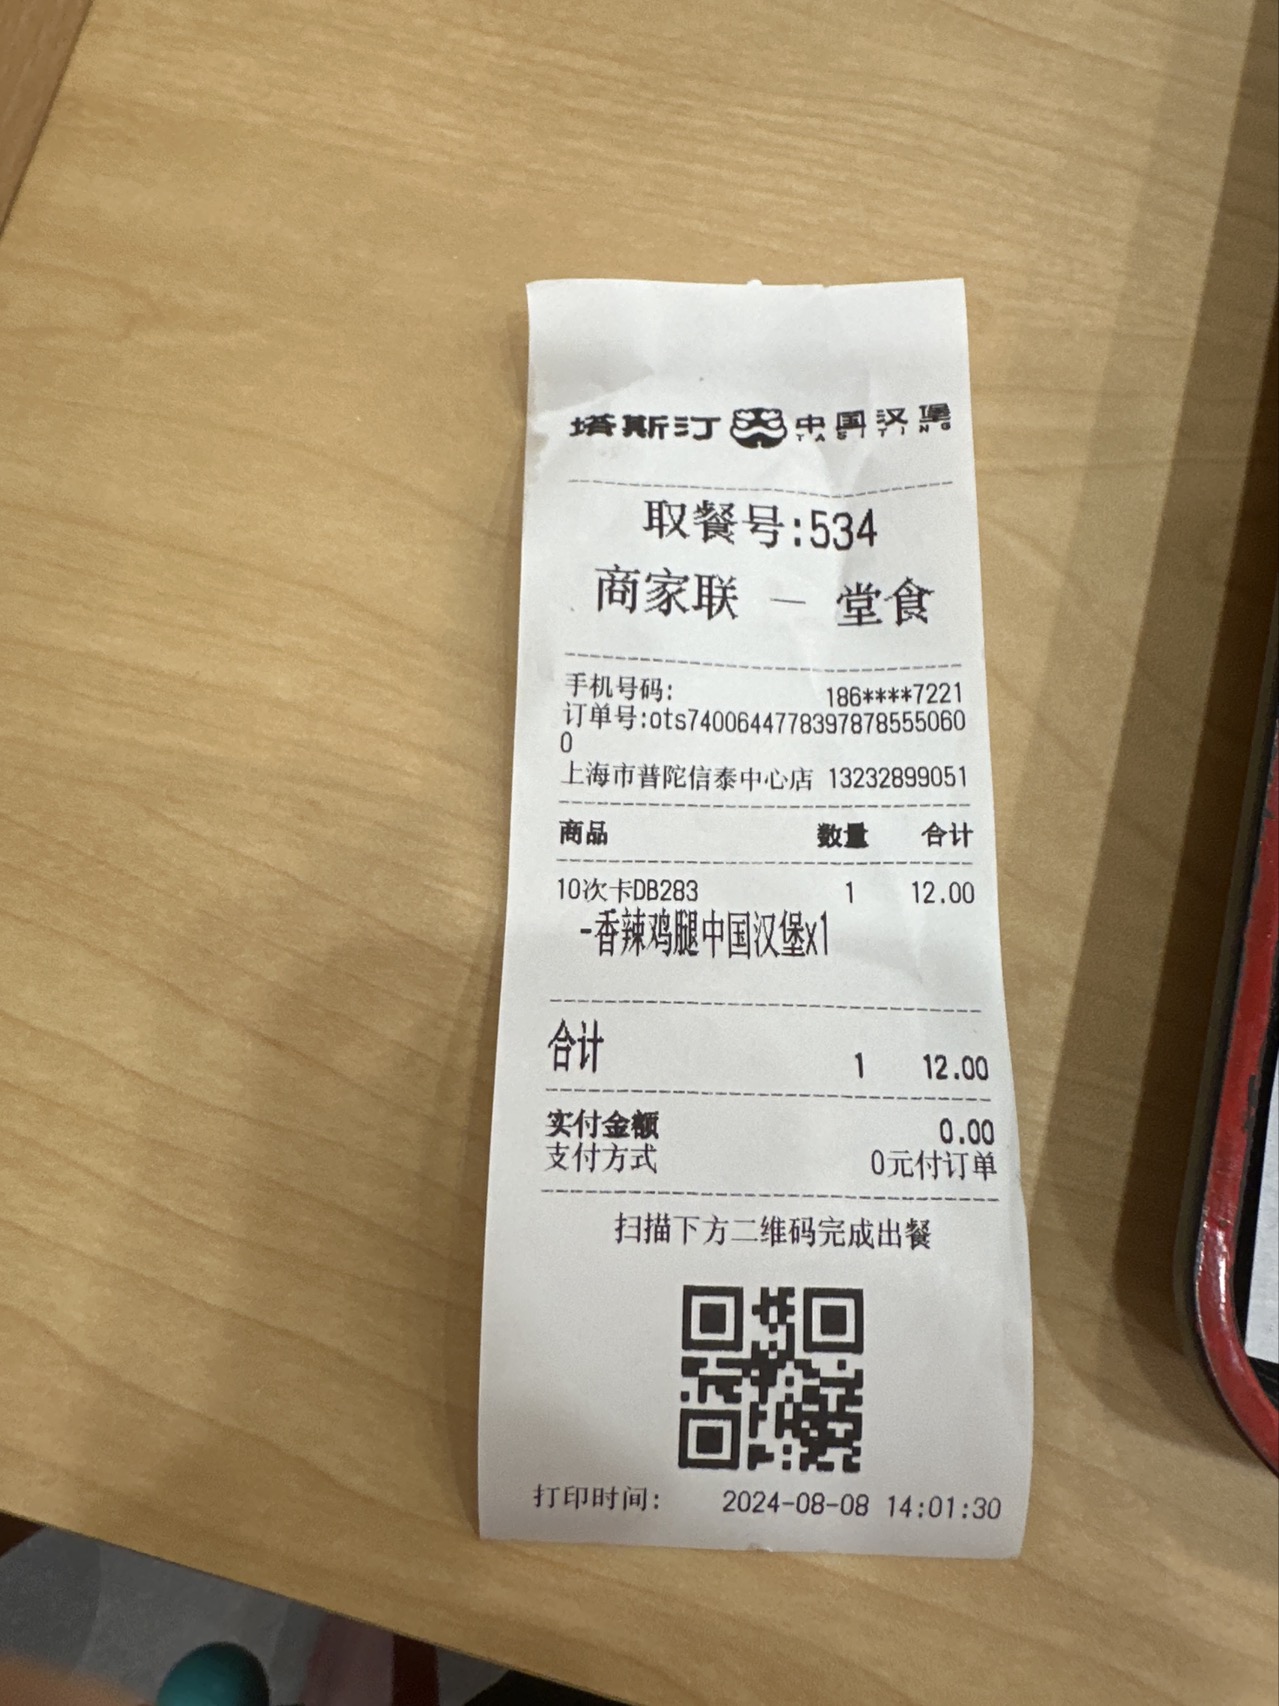 塔斯汀 中国汉堡
TASITING
取餐号:534
商家联 — 堂食
手机号码: 186****7221
订单号:ots740064477839787855506​0
0
上海市普陀信泰中心店 13232899051
商品 数量 合计
10次卡DB283 1 12.00
-香辣鸡腿中国汉堡x1
合计 1 12.00
实付金额 0.00
支付方式 0元付订单
扫描下方二维码完成出餐
打印时间: 2024-08-08 14:01:30